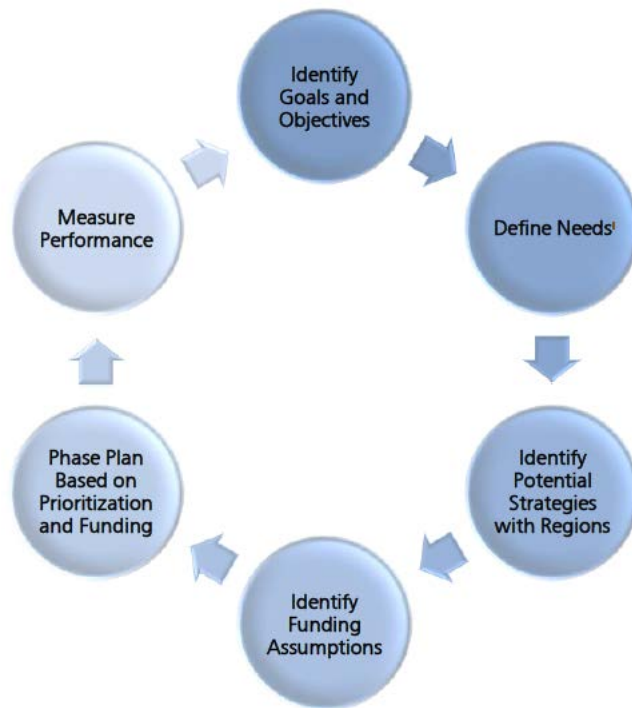 Identify
Goals and
Objectives
Define Needs
Identify
Potential
Strategies
with Regions
Identify
Funding
Assumptions
Phase Plan
Based on
Prioritization
and Funding
Measure
Performance